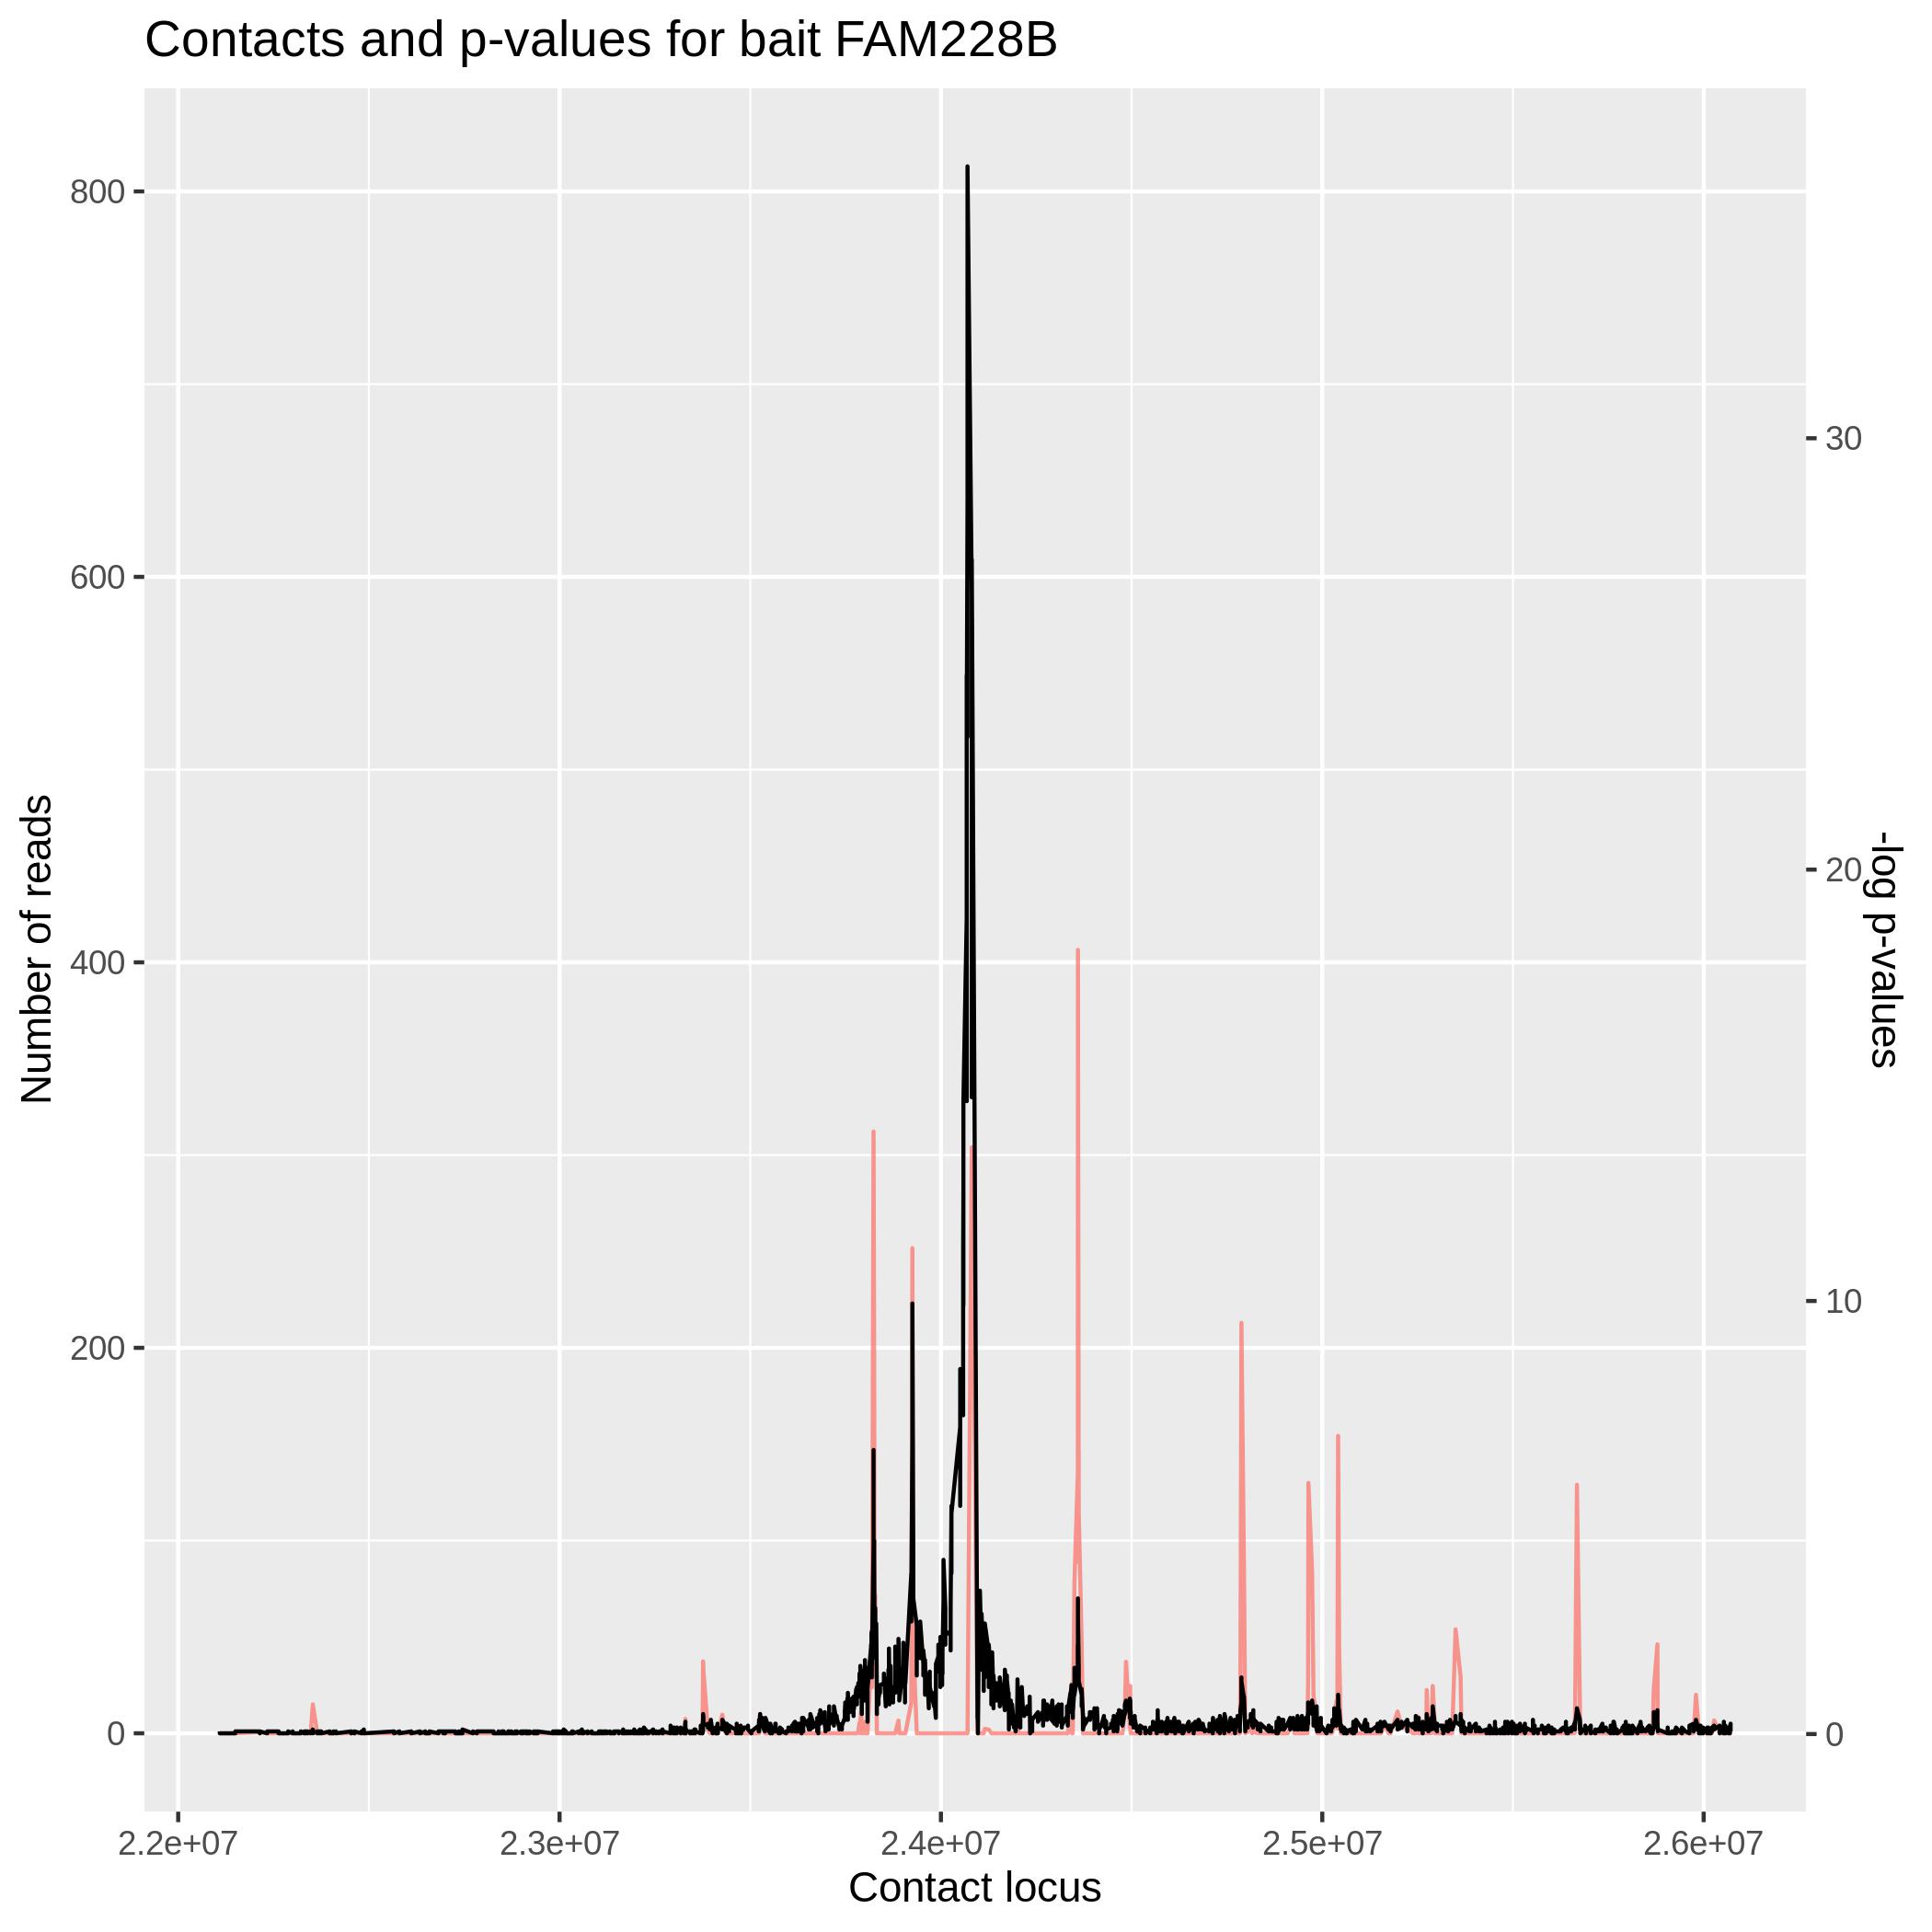 Contacts and p-values for bait FAM228B
800
600
400
200
0
Number of reads
30
20
10
0
-log p-values
2.2e+07 2.3e+07 2.4e+07 2.5e+07 2.6e+07
Contact locus